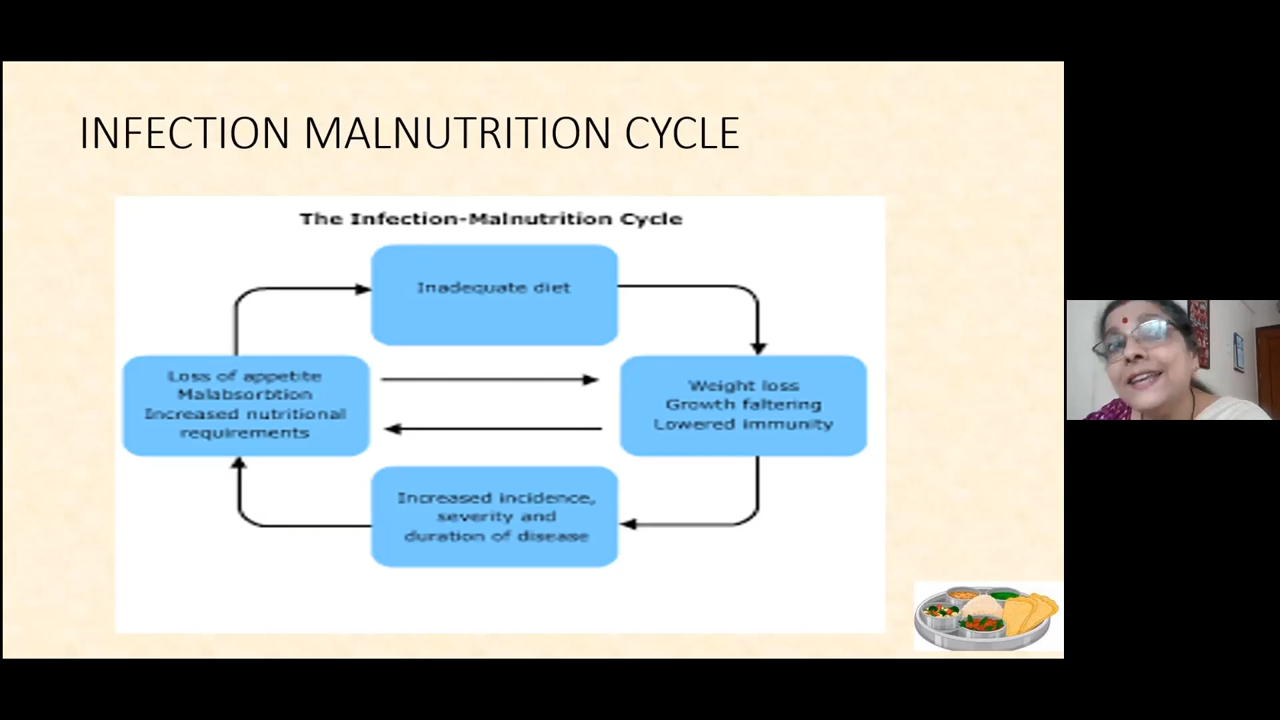 INFECTION MALNUTRITION CYCLE
The Infection-Malnutrition Cycle
Inadequate diet
Loss of appetite
Malabsorbtion
Increased nutritional
requirements
Weight loss
Growth faltering
Lowered immunity
Increased incidence,
severity and
duration of disease